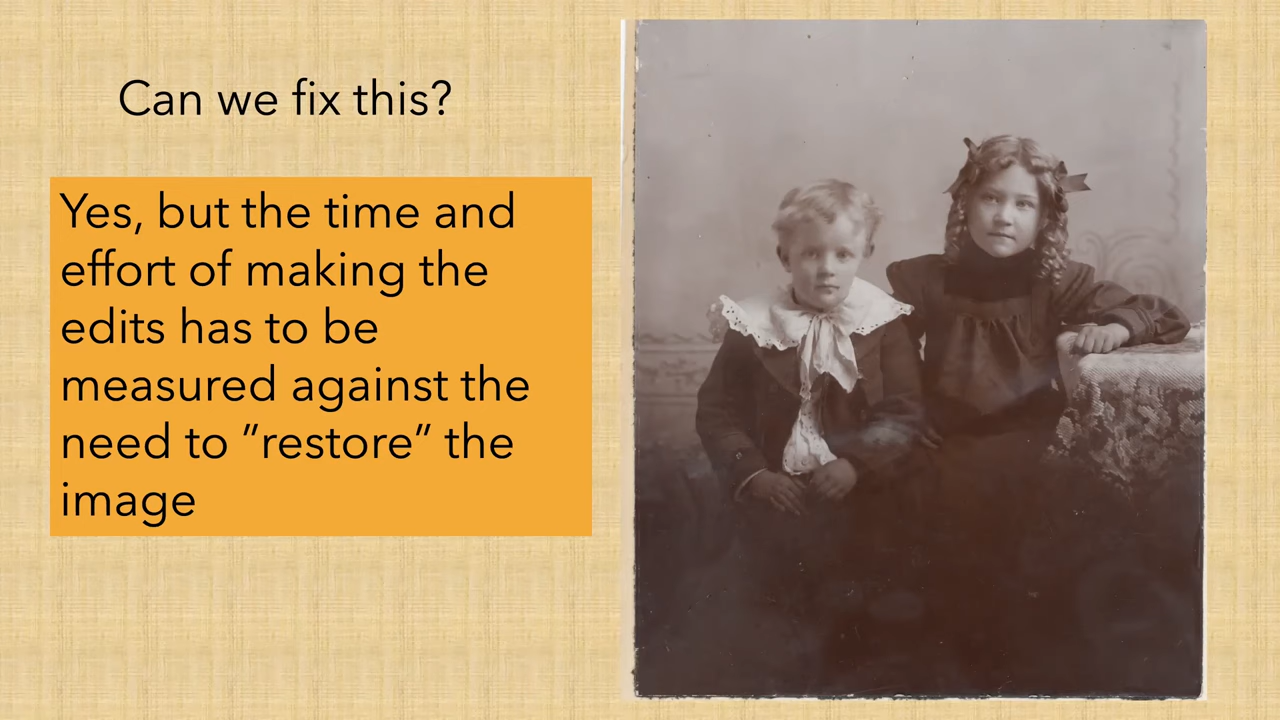 Can we fix this?
Yes, but the time and
effort of making the
edits has to be
measured against the
need to ”restore” the
image